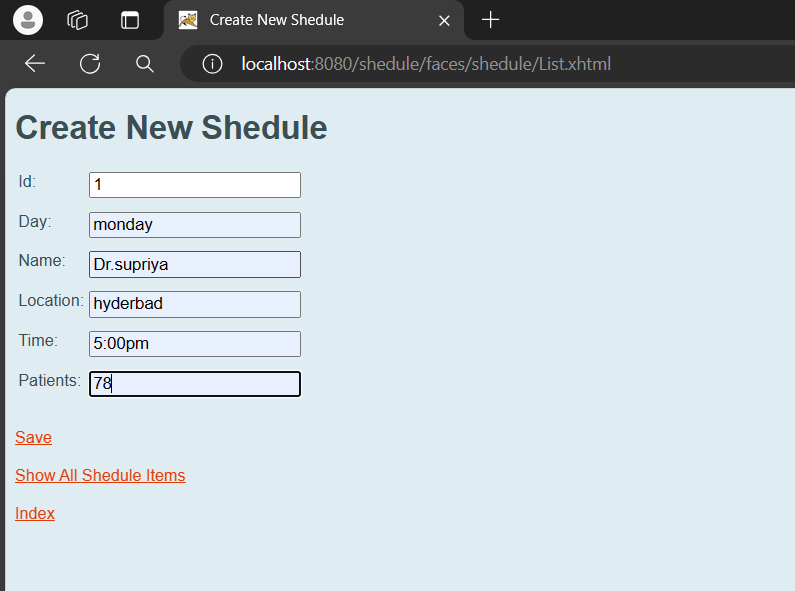 Create New Shedule
localhost:8080/shedule/faces/shedule/List.xhtml
Create New Shedule
Id: 1
Day: monday
Name: Dr.supriya
Location: hyderbad
Time: 5:00pm
Patients: 78
Save
Show All Shedule Items
Index